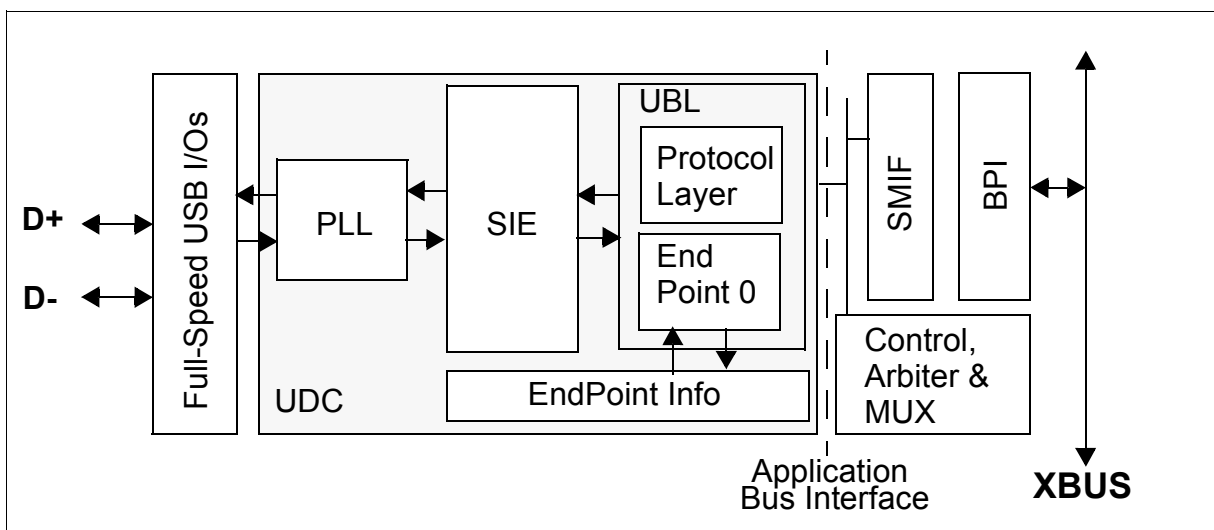 D+
D-
Full-Speed USB I/Os
UDC
PLL
SIE
UBL
Protocol
Layer
End
Point 0
EndPoint Info
SMIF
BPI
Control,
Arbiter &
MUX
Application
Bus Interface
XBUS